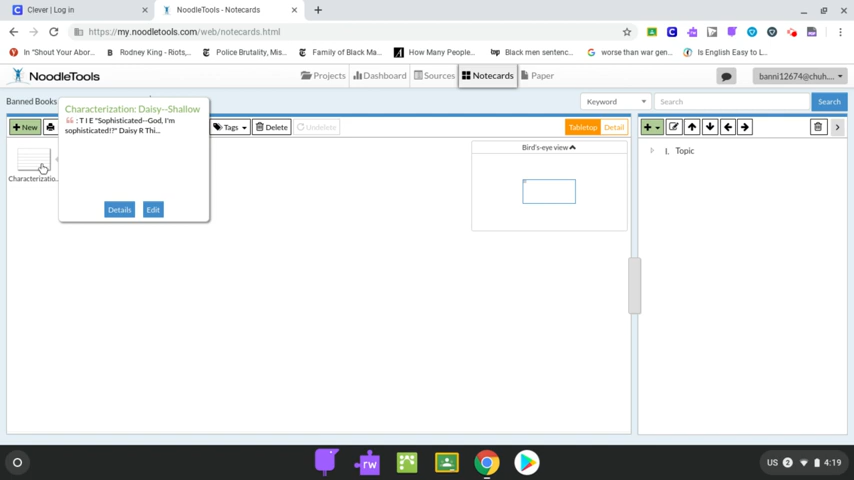 Clever | Log in
NoodleTools - Notecards
https://my.noodletools.com/web/notecards.html
In "Shout Your Abor...
Rodney King - Riots,...
Police Brutality, Mis...
Family of Black Ma...
How Many People...
Black men sentenc...
worse than war gen...
Is English Easy to L...
NoodleTools
Projects
Dashboard
Sources
Notecards
Paper
banni12674@chuh....
Banned Books
Keyword
Search
Search
New
Tags
Delete
Undelete
Tabletop
Detail
Characterization: Daisy--Shallow
: T I E "Sophisticated--God, I'm
sophisticated!?" Daisy R Thi...
Details
Edit
Characterizatio...
Bird's-eye view
I. Topic
rw
US 2 4:19